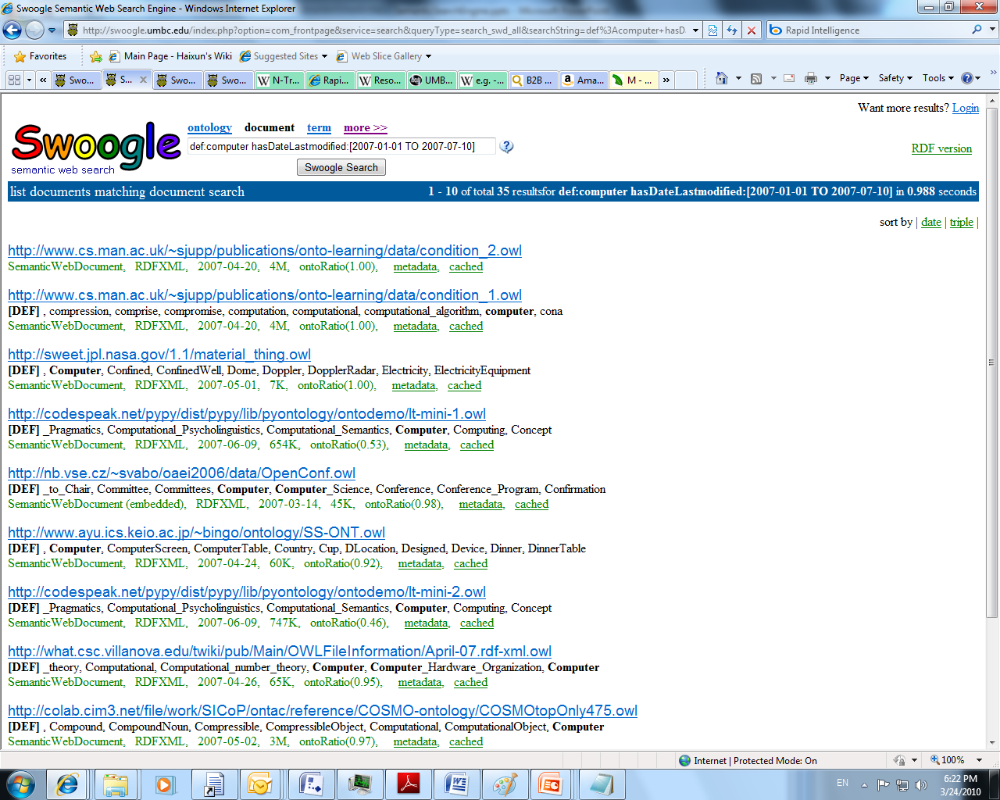 Swoogle Semantic Web Search Engine - Windows Internet Explorer
http://swoogle.umbc.edu/index.php?option=com_frontpage&service=search&queryType=search_swd_all&searchString=def%3Acomputer+hasDa
Rapid Intelligence
Favorites Main Page - Haixun's Wiki Suggested Sites Web Slice Gallery
Swo... S... Swo... Swo... N-Tr... Rapi... Reso... UMB... e.g. -... B2B ... Ama... M - ... Page Safety Tools
Want more results? Login
ontology document term more >>
Swoogle
semantic web search
def:computer hasDateLastmodified:[2007-01-01 TO 2007-07-10]
RDF version
Swoogle Search
list documents matching document search 1 - 10 of total 35 resultsfor def:computer hasDateLastmodified:[2007-01-01 TO 2007-07-10] in 0.988 seconds
sort by | date | triple |
http://www.cs.man.ac.uk/~sjupp/publications/onto-learning/data/condition_2.owl
SemanticWebDocument, RDFXML, 2007-04-20, 4M, ontoRatio(1.00), metadata, cached
http://www.cs.man.ac.uk/~sjupp/publications/onto-learning/data/condition_1.owl
[DEF] , compression, comprise, compromise, computation, computational, computational_algorithm, computer, cona
SemanticWebDocument, RDFXML, 2007-04-20, 4M, ontoRatio(1.00), metadata, cached
http://sweet.jpl.nasa.gov/1.1/material_thing.owl
[DEF] , Computer, Confined, ConfinedWell, Dome, Doppler, DopplerRadar, Electricity, ElectricityEquipment
SemanticWebDocument, RDFXML, 2007-05-01, 7K, ontoRatio(1.00), metadata, cached
http://codespeak.net/pypy/dist/pypy/lib/pyontology/ontodemo/lt-mini-1.owl
[DEF] _Pragmatics, Computational_Psycholinguistics, Computational_Semantics, Computer, Computing, Concept
SemanticWebDocument, RDFXML, 2007-06-09, 654K, ontoRatio(0.53), metadata, cached
http://nb.vse.cz/~svabo/oaei2006/data/OpenConf.owl
[DEF] _to_Chair, Committee, Committees, Computer, Computer_Science, Conference, Conference_Program, Confirmation
SemanticWebDocument (embedded), RDFXML, 2007-03-14, 45K, ontoRatio(0.98), metadata, cached
http://www.ayu.ics.keio.ac.jp/~bingo/ontology/SS-ONT.owl
[DEF] , Computer, ComputerScreen, ComputerTable, Country, Cup, DLocation, Designed, Device, Dinner, DinnerTable
SemanticWebDocument, RDFXML, 2007-04-24, 60K, ontoRatio(0.92), metadata, cached
http://codespeak.net/pypy/dist/pypy/lib/pyontology/ontodemo/lt-mini-2.owl
[DEF] _Pragmatics, Computational_Psycholinguistics, Computational_Semantics, Computer, Computing, Concept
SemanticWebDocument, RDFXML, 2007-06-09, 747K, ontoRatio(0.46), metadata, cached
http://what.csc.villanova.edu/twiki/pub/Main/OWLFileInformation/April-07.rdf-xml.owl
[DEF] _theory, Computational, Computational_number_theory, Computer, Computer_Hardware_Organization, Computer
SemanticWebDocument, RDFXML, 2007-04-26, 65K, ontoRatio(0.95), metadata, cached
http://colab.cim3.net/file/work/SICoP/ontac/reference/COSMO-ontology/COSMOtopOnly475.owl
[DEF] , Compound, CompoundNoun, Compressible, CompressibleObject, Computational, ComputationalObject, Computer
SemanticWebDocument, RDFXML, 2007-05-02, 3M, ontoRatio(0.97), metadata, cached
Internet | Protected Mode: On 100%
EN 6:22 PM
3/24/2010